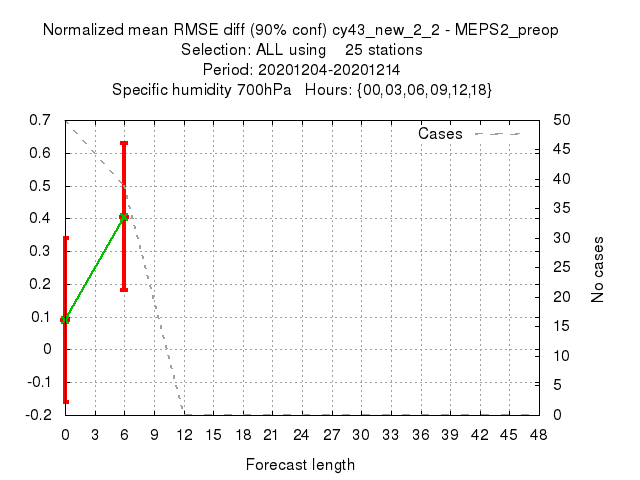 Normalized mean RMSE diff (90% conf) cy43_new_2_2 - MEPS2_preop
Selection: ALL using 25 stations
Period: 20201204-20201214
Specific humidity 700hPa Hours: {00,03,06,09,12,18}
Cases
0.7
0.6
0.5
0.4
0.3
0.2
0.1
0
-0.1
-0.2
50
45
40
35
30
25
20
15
10
5
0
No cases
0 3 6 9 12 15 18 21 24 27 30 33 36 39 42 45 48
Forecast length